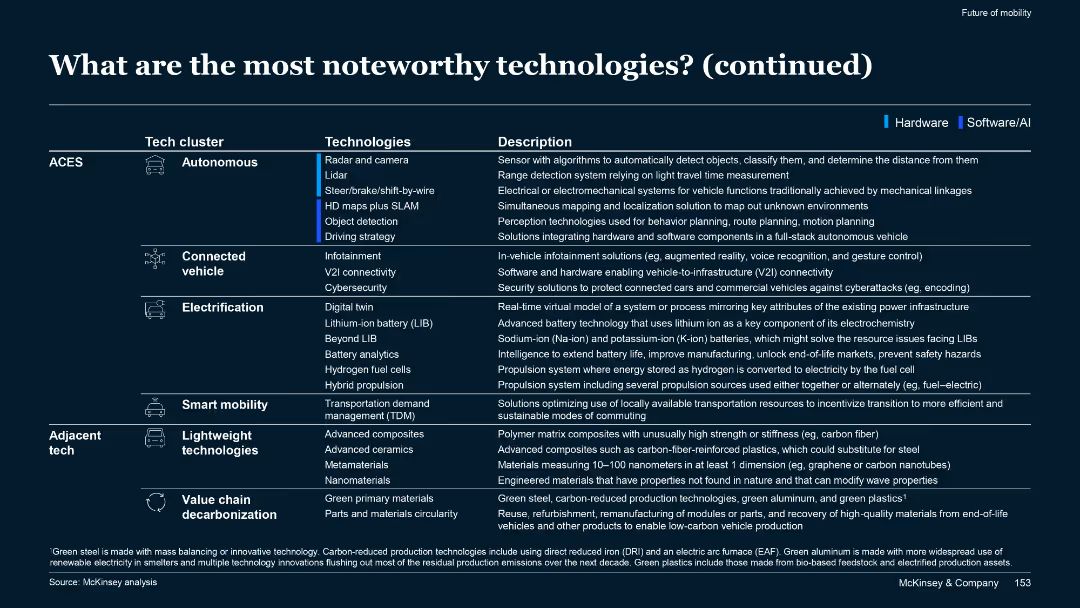 Future of mobility
What are the most noteworthy technologies? (continued)
Hardware Software/AI
Tech cluster Technologies Description
ACES Autonomous Radar and camera Sensor with algorithms to automatically detect objects, classify them, and determine the distance from them
Lidar Range detection system relying on light travel time measurement
Steer/brake/shift-by-wire Electrical or electromechanical systems for vehicle functions traditionally achieved by mechanical linkages
HD maps plus SLAM Simultaneous mapping and localization solution to map out unknown environments
Object detection Perception technologies used for behavior planning, route planning, motion planning
Driving strategy Solutions integrating hardware and software components in a full-stack autonomous vehicle
Connected Infotainment In-vehicle infotainment solutions (eg, augmented reality, voice recognition, and gesture control)
vehicle V2I connectivity Software and hardware enabling vehicle-to-infrastructure (V2I) connectivity
Cybersecurity Security solutions to protect connected cars and commercial vehicles against cyberattacks (eg, encoding)
Electrification Digital twin Real-time virtual model of a system or process mirroring key attributes of the existing power infrastructure
Lithium-ion battery (LIB) Advanced battery technology that uses lithium ion as a key component of its electrochemistry
Beyond LIB Sodium-ion (Na-ion) and potassium-ion (K-ion) batteries, which might solve the resource issues facing LIBs
Battery analytics Intelligence to extend battery life, improve manufacturing, unlock end-of-life markets, prevent safety hazards
Hydrogen fuel cells Propulsion system where energy stored as hydrogen is converted to electricity by the fuel cell
Hybrid propulsion Propulsion system including several propulsion sources used either together or alternately (eg, fuel–electric)
Smart mobility Transportation demand Solutions optimizing use of locally available transportation resources to incentivize transition to more efficient and
management (TDM) sustainable modes of commuting
Adjacent Lightweight Advanced composites Polymer matrix composites with unusually high strength or stiffness (eg, carbon fiber)
tech technologies Advanced ceramics Advanced composites such as carbon-fiber-reinforced plastics, which could substitute for steel
Metamaterials Materials measuring 10–100 nanometers in at least 1 dimension (eg, graphene or carbon nanotubes)
Nanomaterials Engineered materials that have properties not found in nature and that can modify wave properties
Value chain Green primary materials Green steel, carbon-reduced production technologies, green aluminum, and green plastics¹
decarbonization Parts and materials circularity Reuse, refurbishment, remanufacturing of modules or parts, and recovery of high-quality materials from end-of-life
vehicles and other products to enable low-carbon vehicle production
¹Green steel is made with mass balancing or innovative technology. Carbon-reduced production technologies include using direct reduced iron (DRI) and an electric arc furnace (EAF). Green aluminum is made with more widespread use of
renewable electricity in smelters and multiple technology innovations flushing out most of the residual production emissions over the next decade. Green plastics include those made from bio-based feedstock and electrified production assets.
Source: McKinsey analysis
McKinsey & Company 153